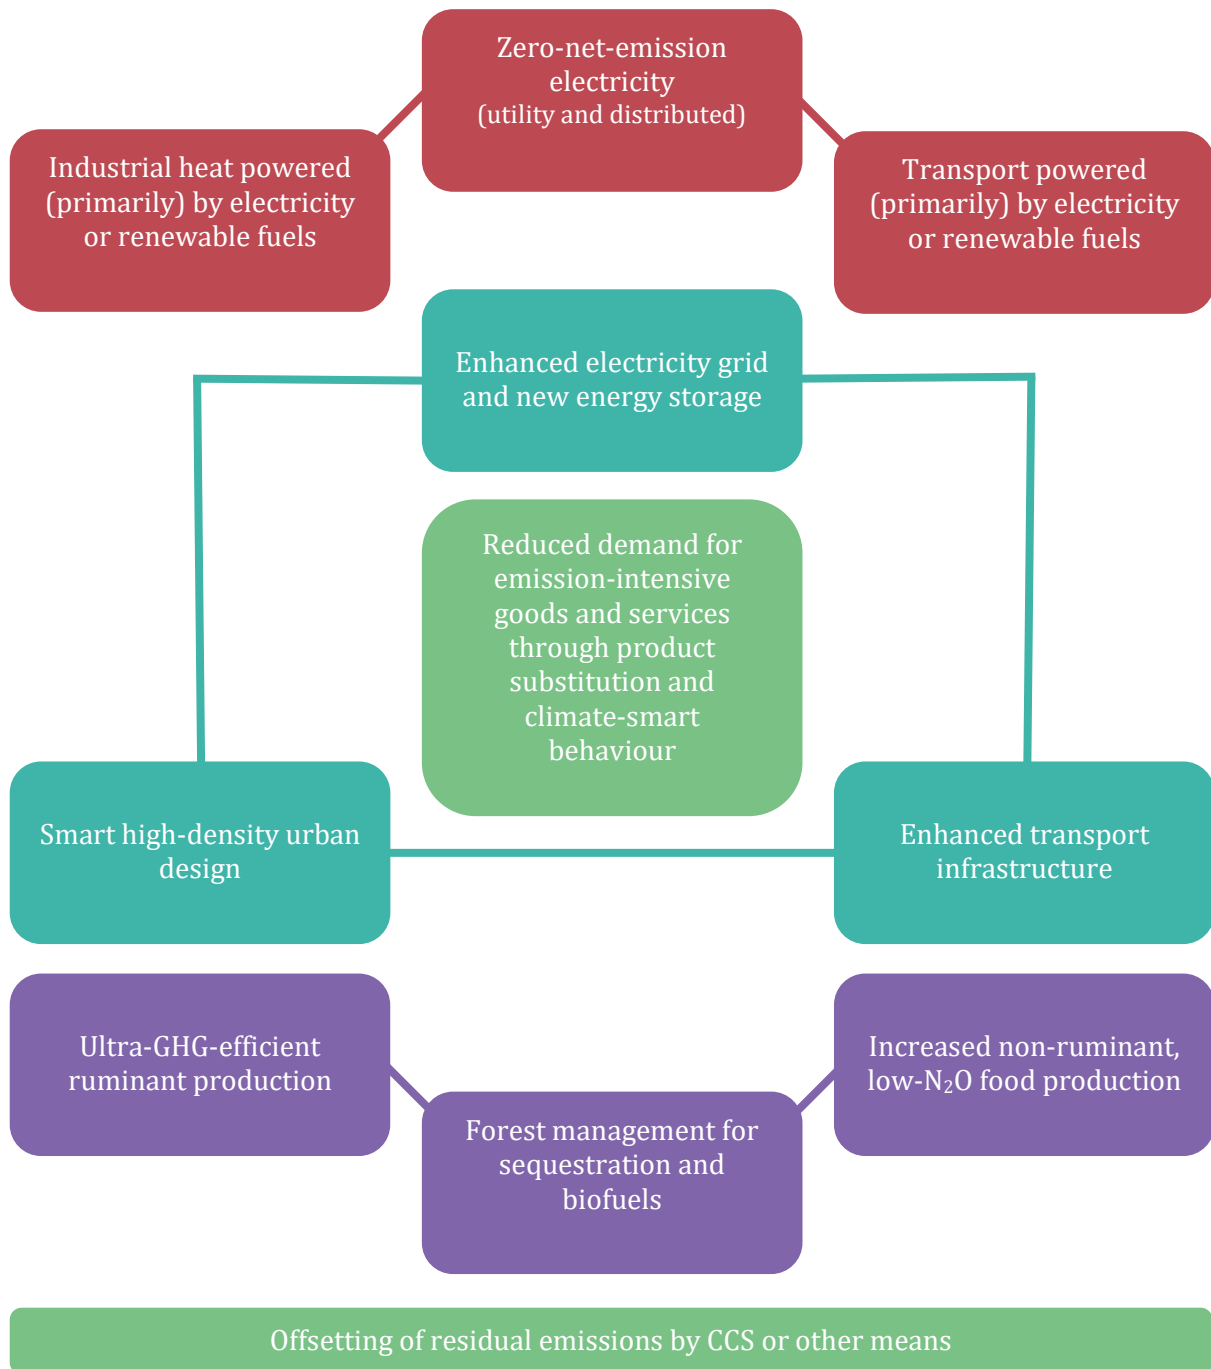 Zero-net-emission
electricity
(utility and distributed)
Industrial heat powered
(primarily) by electricity
or renewable fuels
Transport powered
(primarily) by electricity
or renewable fuels
Enhanced electricity grid
and new energy storage
Reduced demand for
emission-intensive
goods and services
through product
substitution and
climate-smart
behaviour
Smart high-density urban
design
Enhanced transport
infrastructure
Ultra-GHG-efficient
ruminant production
Increased non-ruminant,
low-N₂O food production
Forest management for
sequestration and
biofuels
Offsetting of residual emissions by CCS or other means